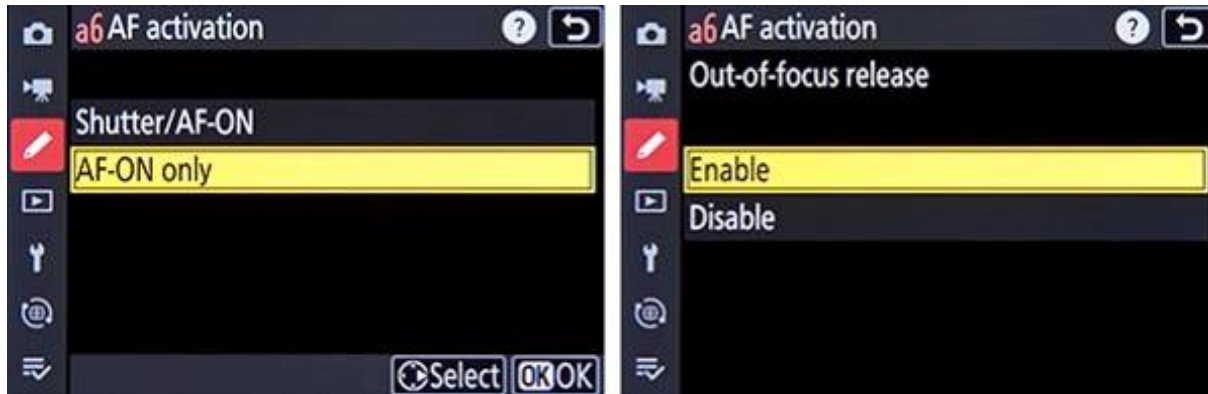 a6 AF activation ?
Shutter/AF-ON
AF-ON only
Select OK OK
a6 AF activation ?
Out-of-focus release
Enable
Disable